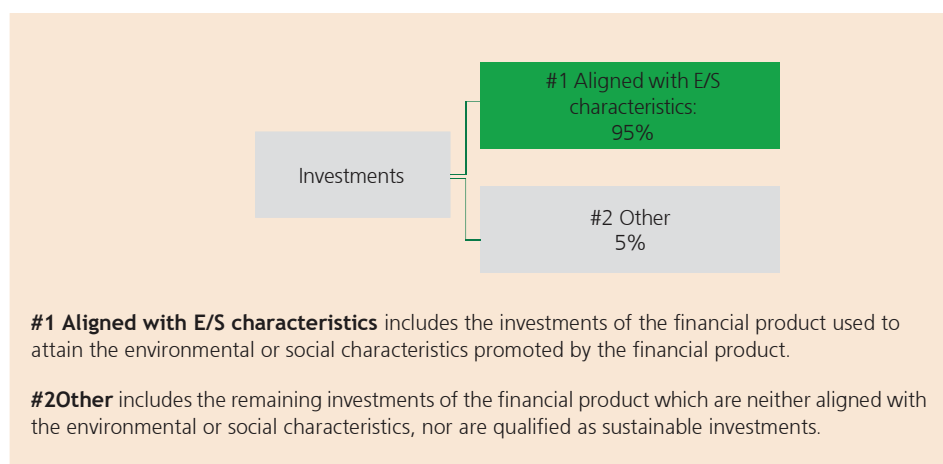 #1 Aligned with E/S
characteristics:
95%
Investments
#2 Other
5%
#1 Aligned with E/S characteristics includes the investments of the financial product used to
attain the environmental or social characteristics promoted by the financial product.
#2Other includes the remaining investments of the financial product which are neither aligned with
the environmental or social characteristics, nor are qualified as sustainable investments.